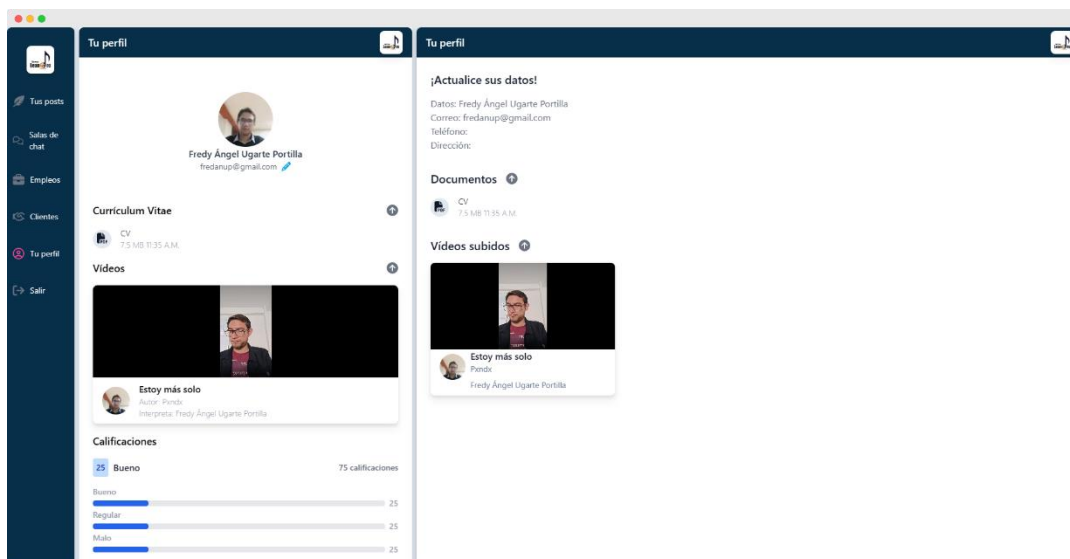 Tus posts
Salas de
chat
Empleos
Clientes
Tu perfil
Salir
Tu perfil
Fredy Ángel Ugarte Portilla
fredanup@gmail.com
Currículum Vitae
CV
7.5 MB 11:35 A.M.
Vídeos
Estoy más solo
Autor: Pxndx
Interpreta: Fredy Ángel Ugarte Portilla
Calificaciones
25 Bueno 75 calificaciones
Bueno
25
Regular
25
Malo
25
Tu perfil
¡Actualice sus datos!
Datos: Fredy Ángel Ugarte Portilla
Correo: fredanup@gmail.com
Teléfono:
Dirección:
Documentos
CV
7.5 MB 11:35 A.M.
Vídeos subidos
Estoy más solo
Pxndx
Fredy Ángel Ugarte Portilla